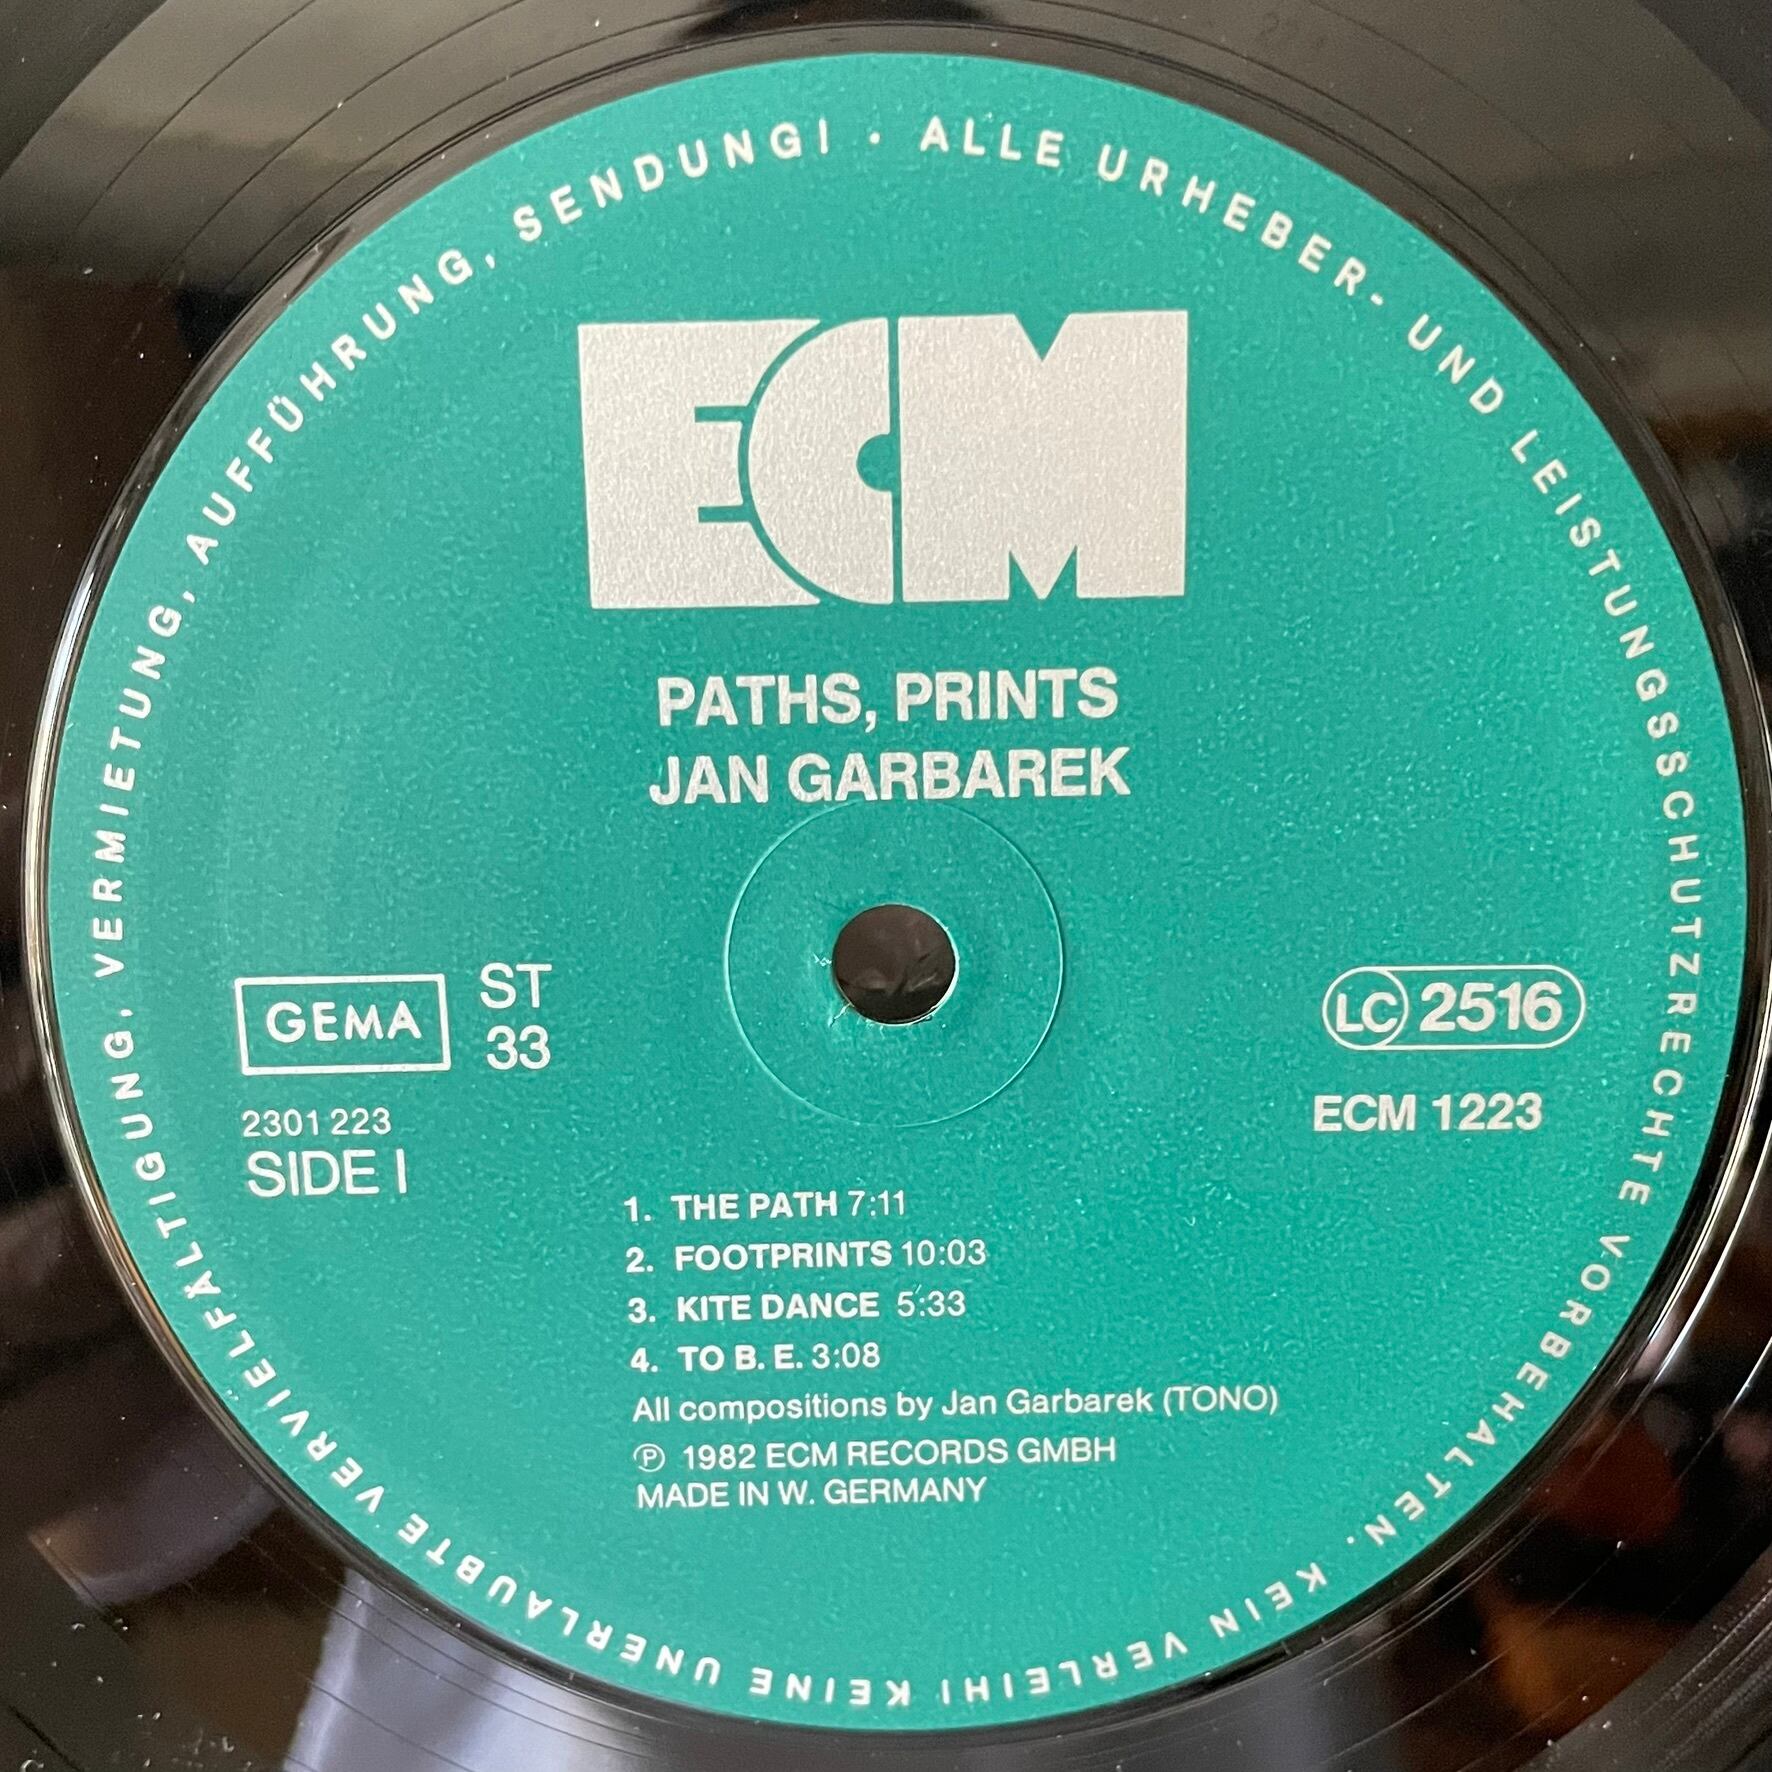 ALLE URHEBER- UND LEISTUNGSSCHUTZRECHTE VORBEHALTEN. KEIN VERLEIH! KEINE UNERLAUBTE VERVIELFÄLTIGUNG, VERMIETUNG, AUFFÜHRUNG, SENDUNG! •
ECM
PATHS, PRINTS
JAN GARBAREK
GEMA
ST
33
LC 2516
2301 223
SIDE I
ECM 1223
1. THE PATH 7:11
2. FOOTPRINTS 10:03
3. KITE DANCE 5:33
4. TO B. E. 3:08
All compositions by Jan Garbarek (TONO)
Ⓟ 1982 ECM RECORDS GMBH
MADE IN W. GERMANY